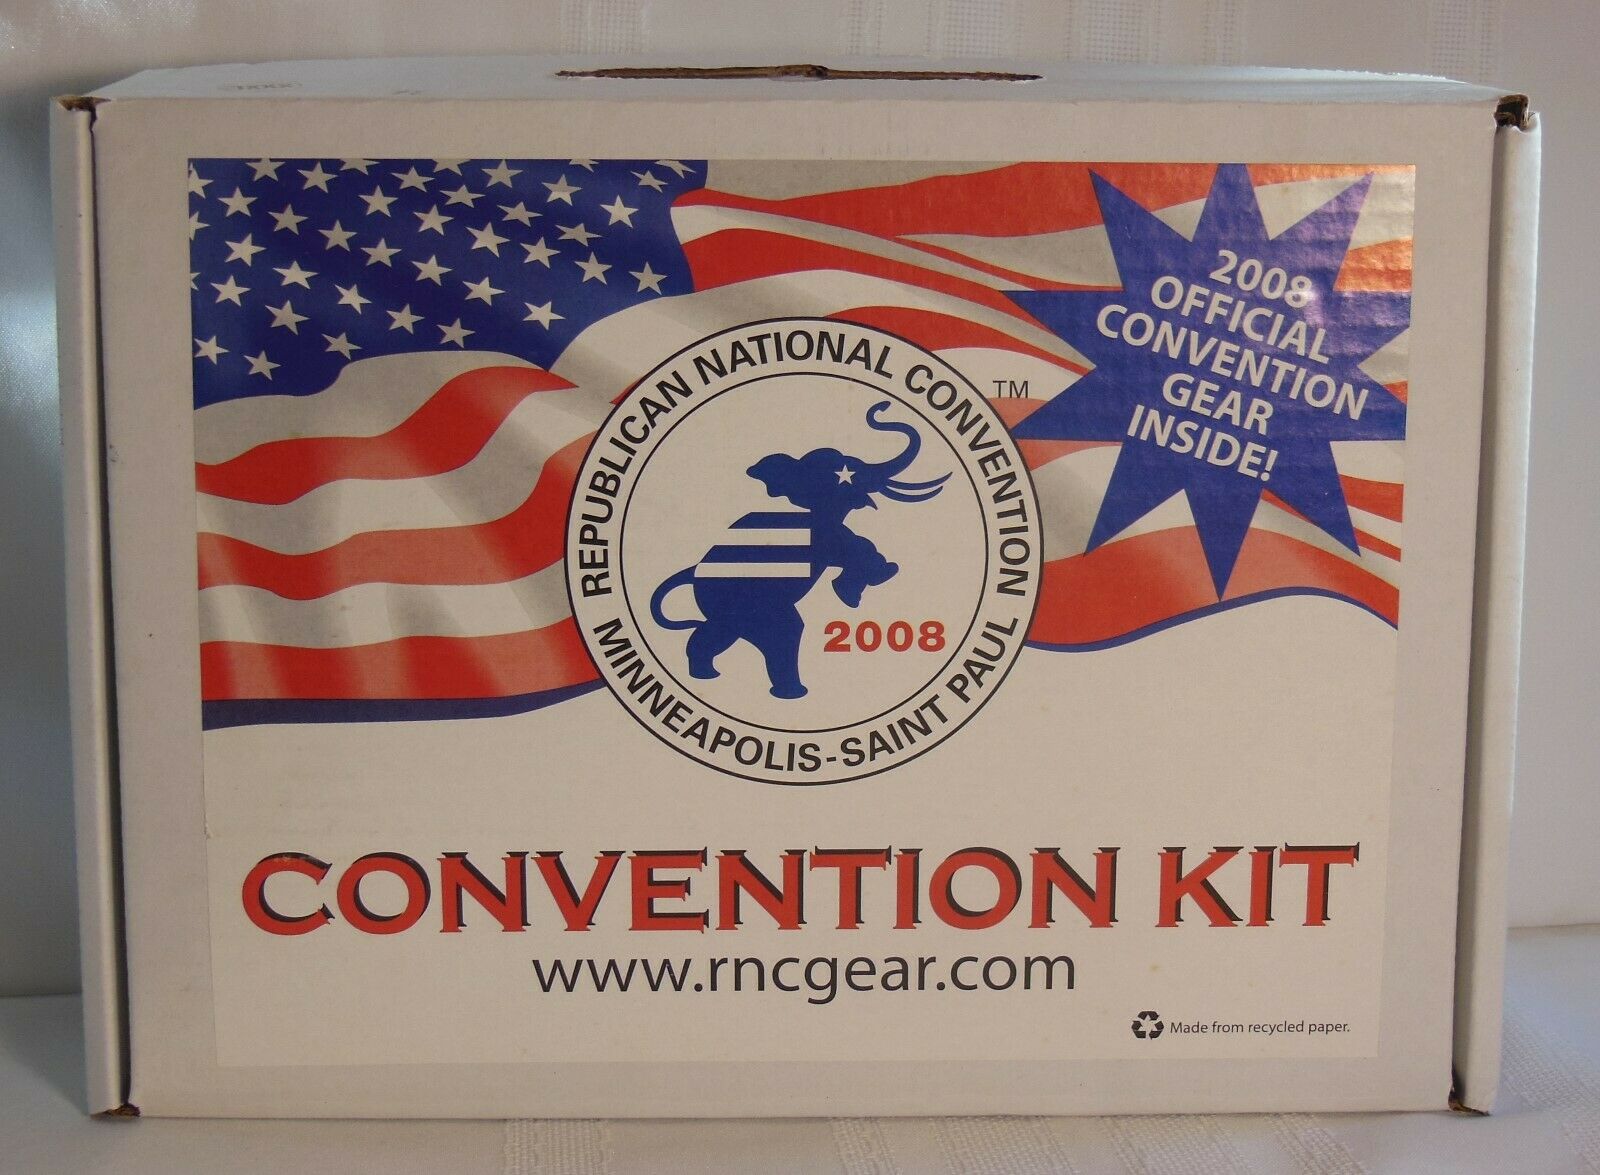 2008
OFFICIAL
CONVENTION
GEAR
INSIDE!
REPUBLICAN NATIONAL CONVENTION
TM
2008
MINNEAPOLIS-SAINT PAUL
CONVENTION KIT
www.rncgear.com
Made from recycled paper.